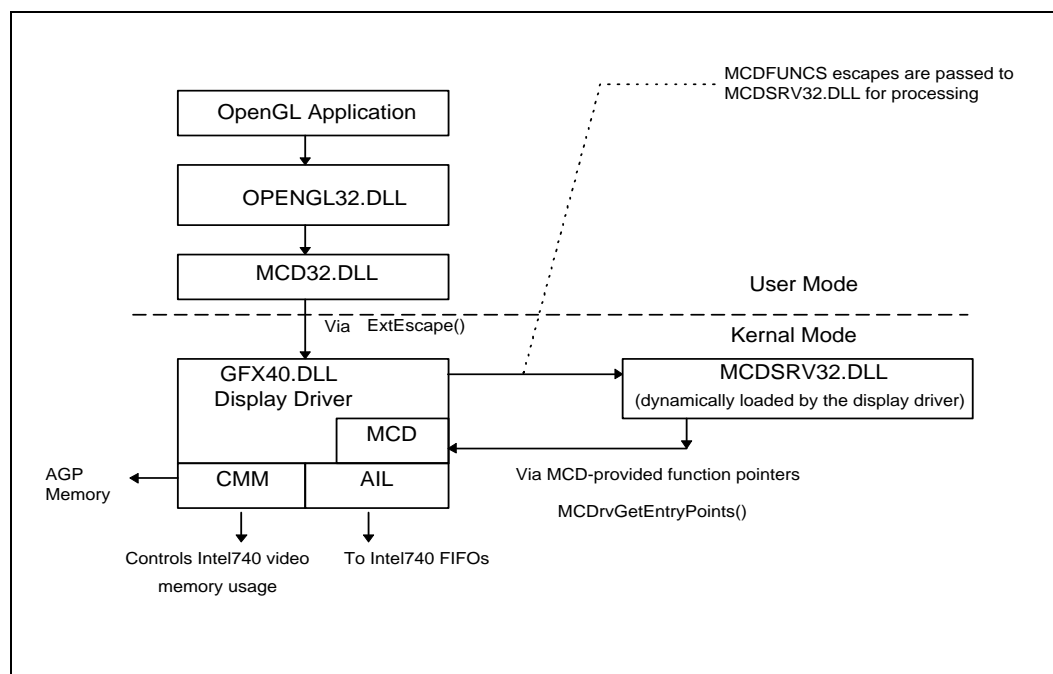 MCDFUNCS escapes are passed to
MCDSRV32.DLL for processing
OpenGL Application
OPENGL32.DLL
MCD32.DLL
User Mode
Via ExtEscape()
Kernal Mode
GFX40.DLL
Display Driver
MCDSRV32.DLL
(dynamically loaded by the display driver)
MCD
AGP
Memory
CMM
AIL
Via MCD-provided function pointers
MCDrvGetEntryPoints()
Controls Intel740 video
memory usage
To Intel740 FIFOs